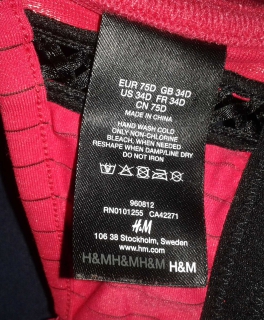 EUR 75D GB 34D
US 34D FR 34D
CN 75D
MADE IN CHINA
HAND WASH COLD
ONLY NON-CHLORINE
BLEACH, WHEN NEEDED
RESHAPE WHEN DAMP/LINE DRY
DO NOT IRON
960812
RN0101255 CA42271
H&M
106 38 Stockholm, Sweden
www.hm.com
H&MH&MH&M H&M